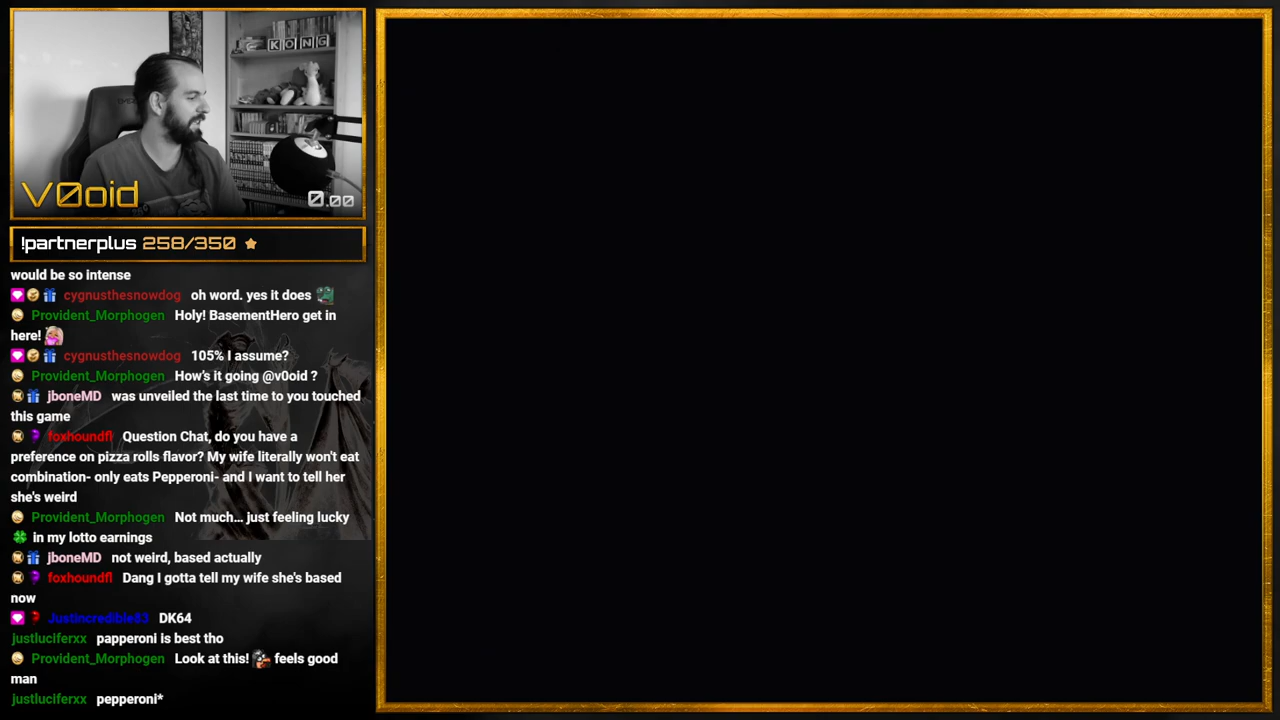 KONG
V0oid
0.00
!partnerplus 258/350
would be so intense
cygnusthesnowdog oh word. yes it does
Provident_Morphogen Holy! BasementHero get in
here!
cygnusthesnowdog 105% I assume?
Provident_Morphogen How's it going @v0oid ?
jboneMD was unveiled the last time to you touched
this game
foxhoundfl Question Chat, do you have a
preference on pizza rolls flavor? My wife literally won't eat
combination- only eats Pepperoni- and I want to tell her
she's weird
Provident_Morphogen Not much... just feeling lucky
in my lotto earnings
jboneMD not weird, based actually
foxhoundfl Dang I gotta tell my wife she's based
now
Justincredible83 DK64
justluciferxx papperoni is best tho
Provident_Morphogen Look at this! feels good
man
justluciferxx pepperoni*